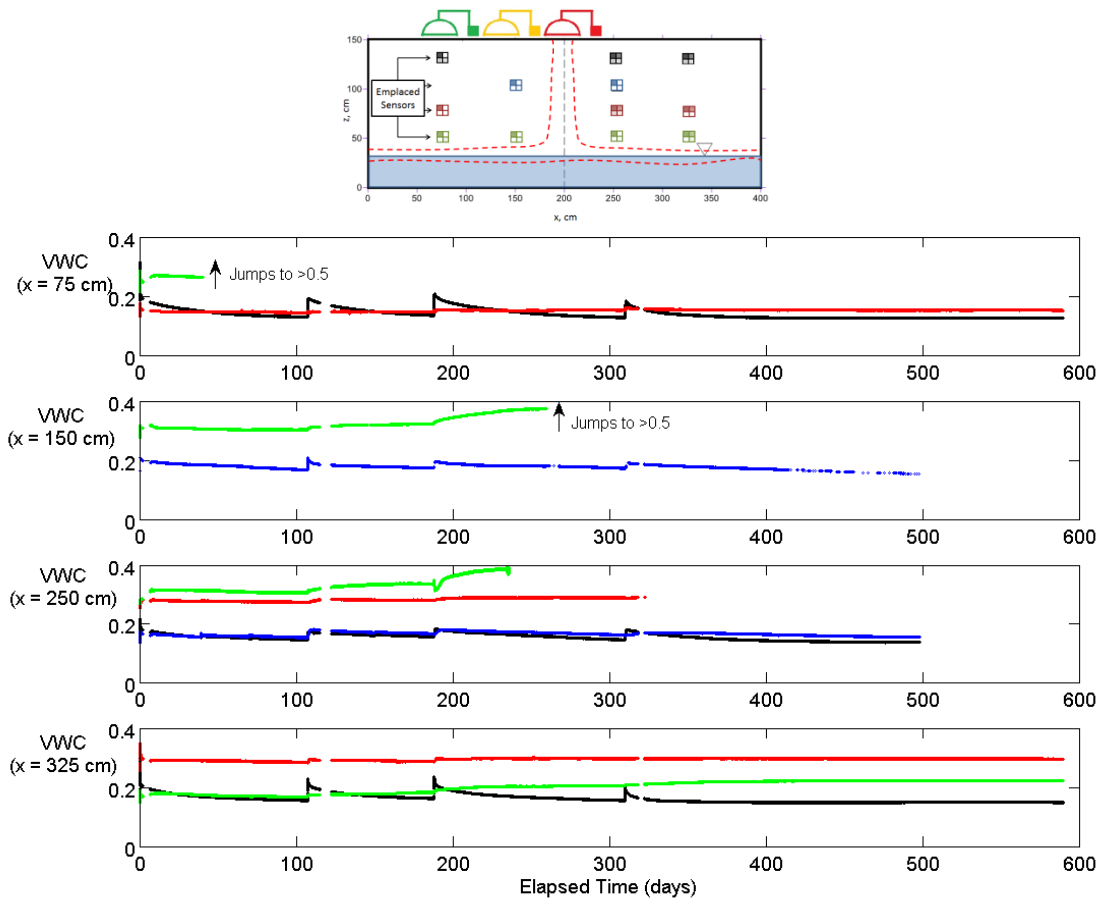 150
100
50
0
z, cm
Emplaced
Sensors
0 50 100 150 200 250 300 350 400
x, cm
0.4
VWC
(x = 75 cm)
Jumps to >0.5
0.2
0
0 100 200 300 400 500 600
0.4
VWC
(x = 150 cm)
Jumps to >0.5
0.2
0
0 100 200 300 400 500 600
0.4
VWC
(x = 250 cm)
0.2
0
0 100 200 300 400 500 600
0.4
VWC
(x = 325 cm)
0.2
0
0 100 200 300 400 500 600
Elapsed Time (days)